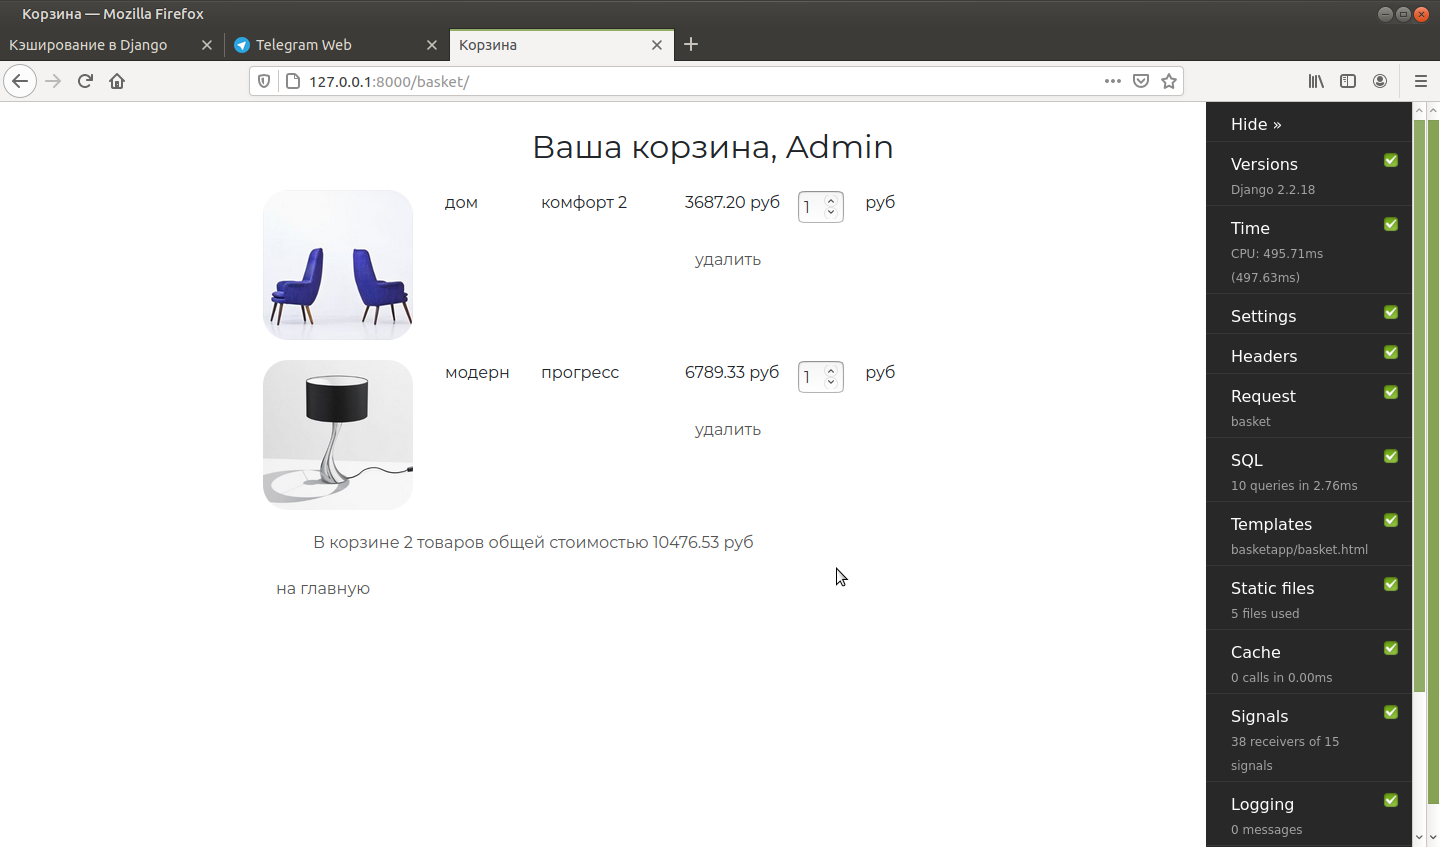 Корзина — Mozilla Firefox
Кэширование в Django
Telegram Web
Корзина
127.0.0.1:8000/basket/
Ваша корзина, Admin
дом комфорт 2 3687.20 руб 1 руб
удалить
модерн прогресс 6789.33 руб 1 руб
удалить
В корзине 2 товаров общей стоимостью 10476.53 руб
на главную
Hide »
Versions
Django 2.2.18
Time
CPU: 495.71ms
(497.63ms)
Settings
Headers
Request
basket
SQL
10 queries in 2.76ms
Templates
basketapp/basket.html
Static files
5 files used
Cache
0 calls in 0.00ms
Signals
38 receivers of 15
signals
Logging
0 messages